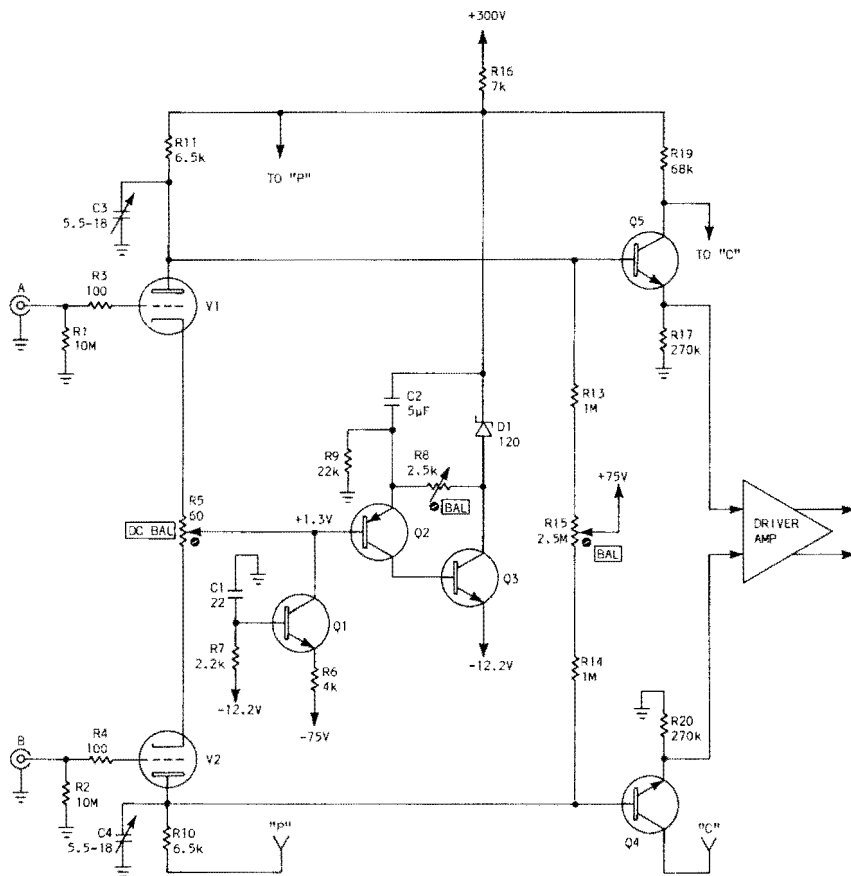 +300V
R16
7k
R11
6.5k
TO "P"
R19
68k
C3
5.5-18
Q5
TO "C"
A
R3
100
V1
R1
10M
R17
270k
C2
5μF
R13
1M
D1
120
R9
22k
R8
2.5k
BAL
+75V
R5
60
DC BAL
+1.3V
Q2
R15
2.5M
BAL
DRIVER
AMP
C1
22
Q1
Q3
R7
2.2k
R6
4k
-12.2V
-12.2V
-75V
R14
1M
R20
270k
B
R4
100
V2
R2
10M
C4
5.5-18
R10
6.5k
"P"
Q4
"C"